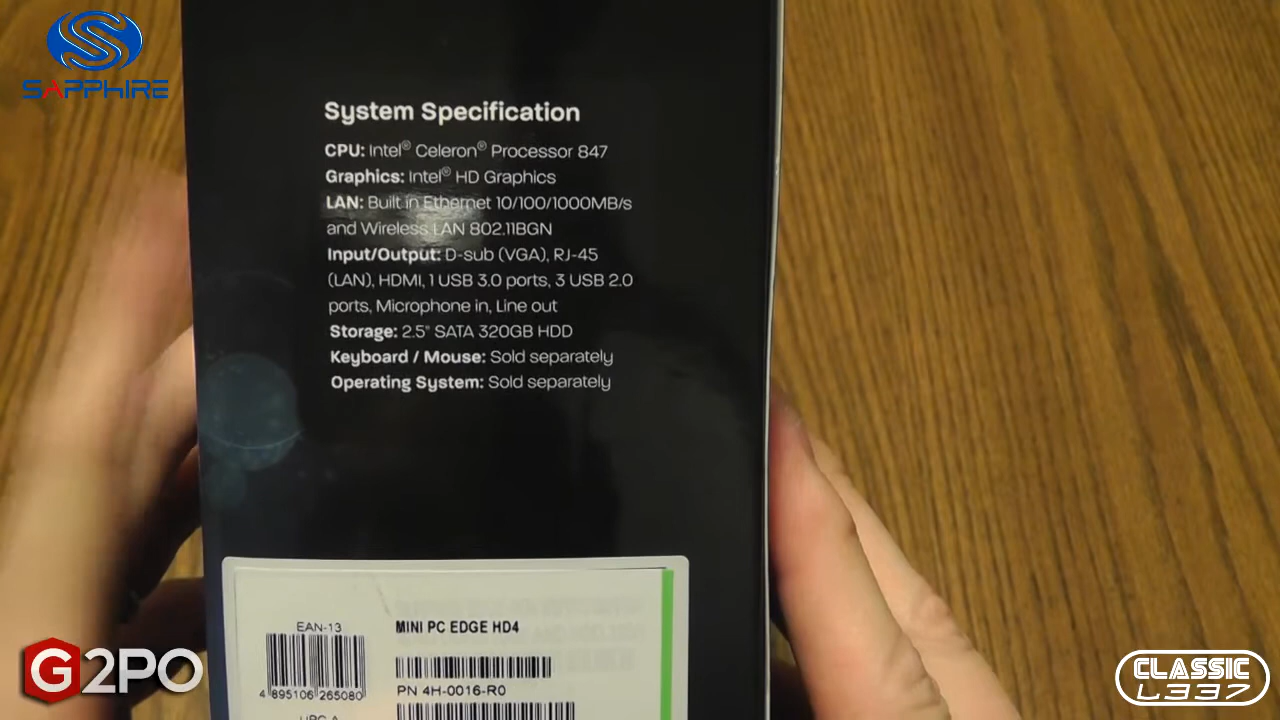 SAPPHIRE
System Specification
CPU: Intel® Celeron® Processor 847
Graphics: Intel® HD Graphics
LAN: Built in Ethernet 10/100/1000MB/s
and Wireless LAN 802.11BGN
Input/Output: D-sub (VGA), RJ-45
(LAN), HDMI, 1 USB 3.0 ports, 3 USB 2.0
ports, Microphone in, Line out
Storage: 2.5" SATA 320GB HDD
Keyboard / Mouse: Sold separately
Operating System: Sold separately
EAN-13
MINI PC EDGE HD4
4 895106 265080
PN 4H-0016-R0
UPC-A
G2PO
CLASSIC
L337